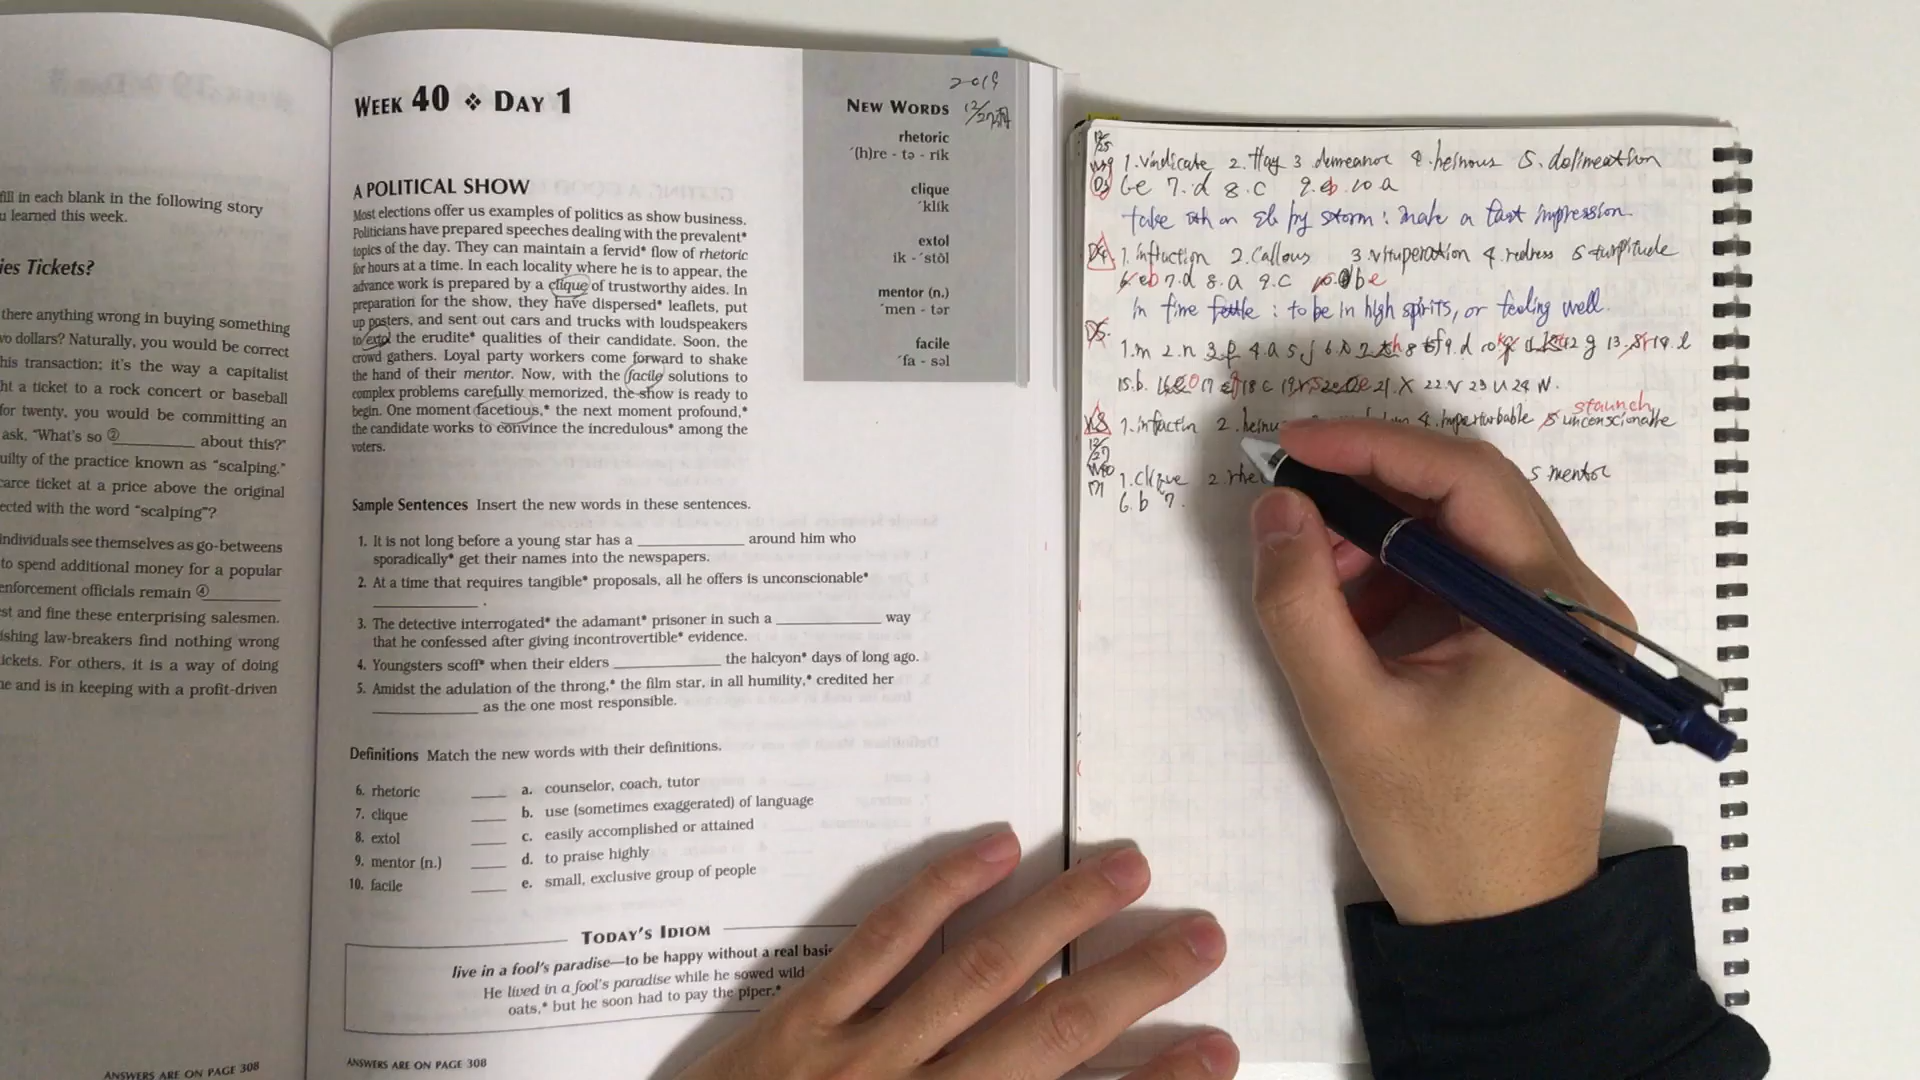 fill in each blank in the following story
u learned this week.
ies Tickets?
there anything wrong in buying something
wo dollars? Naturally, you would be correct
his transaction; it's the way a capitalist
ht a ticket to a rock concert or baseball
for twenty, you would be committing an
ask, "What's so ② ________ about this?"
uilty of the practice known as "scalping."
carce ticket at a price above the original
ected with the word "scalping"?
individuals see themselves as go-betweens
to spend additional money for a popular
enforcement officials remain ④ ________
st and fine these enterprising salesmen.
ishing law-breakers find nothing wrong
ickets. For others, it is a way of doing
ne and is in keeping with a profit-driven
ANSWERS ARE ON PAGE 308
WEEK 40 ❖ DAY 1
2019
NEW WORDS
12/27
rhetoric
´(h)re - tə - rik
clique
´klik
extol
ik -´stōl
mentor (n.)
´men - tər
facile
´fa - səl
A POLITICAL SHOW
Most elections offer us examples of politics as show business.
Politicians have prepared speeches dealing with the prevalent*
topics of the day. They can maintain a fervid* flow of rhetoric
for hours at a time. In each locality where he is to appear, the
advance work is prepared by a clique of trustworthy aides. In
preparation for the show, they have dispersed* leaflets, put
up posters, and sent out cars and trucks with loudspeakers
to extol the erudite* qualities of their candidate. Soon, the
crowd gathers. Loyal party workers come forward to shake
the hand of their mentor. Now, with the facile solutions to
complex problems carefully memorized, the show is ready to
begin. One moment facetious,* the next moment profound,*
the candidate works to convince the incredulous* among the
voters.
Sample Sentences Insert the new words in these sentences.
1. It is not long before a young star has a ________ around him who
sporadically* get their names into the newspapers.
2. At a time that requires tangible* proposals, all he offers is unconscionable*
________ .
3. The detective interrogated* the adamant* prisoner in such a ________ way
that he confessed after giving incontrovertible* evidence.
4. Youngsters scoff* when their elders ________ the halcyon* days of long ago.
5. Amidst the adulation of the throng,* the film star, in all humility,* credited her
________ as the one most responsible.
Definitions Match the new words with their definitions.
6. rhetoric ____ a. counselor, coach, tutor
7. clique ____ b. use (sometimes exaggerated) of language
8. extol ____ c. easily accomplished or attained
9. mentor (n.) ____ d. to praise highly
10. facile ____ e. small, exclusive group of people
TODAY'S IDIOM
live in a fool's paradise—to be happy without a real basis
He lived in a fool's paradise while he sowed wild
oats,* but he soon had to pay the piper.*
ANSWERS ARE ON PAGE 308
1. vindicate 2. 3. demeanor 4. heinous 5.
6 e 7. d 8. c 9. b 10 a
take by storm: make a fast impression.
D4 1. infraction 2. Callous 3. vituperation 4. redress 5 turpitude
7. d 8. a 9. c e
In fine fettle : to be in high spirits, or feeling well.
D5.
1. m 2. n 4. a 5 j d 12 g 13. 14. l
15. b. 18 c 21. X 22. V 23 U 24 W.
staunch
2. 4. imperturbable 5 unconscionable
12/27
W40 1. clique 2. 5 mentor
D1 6. b 7.